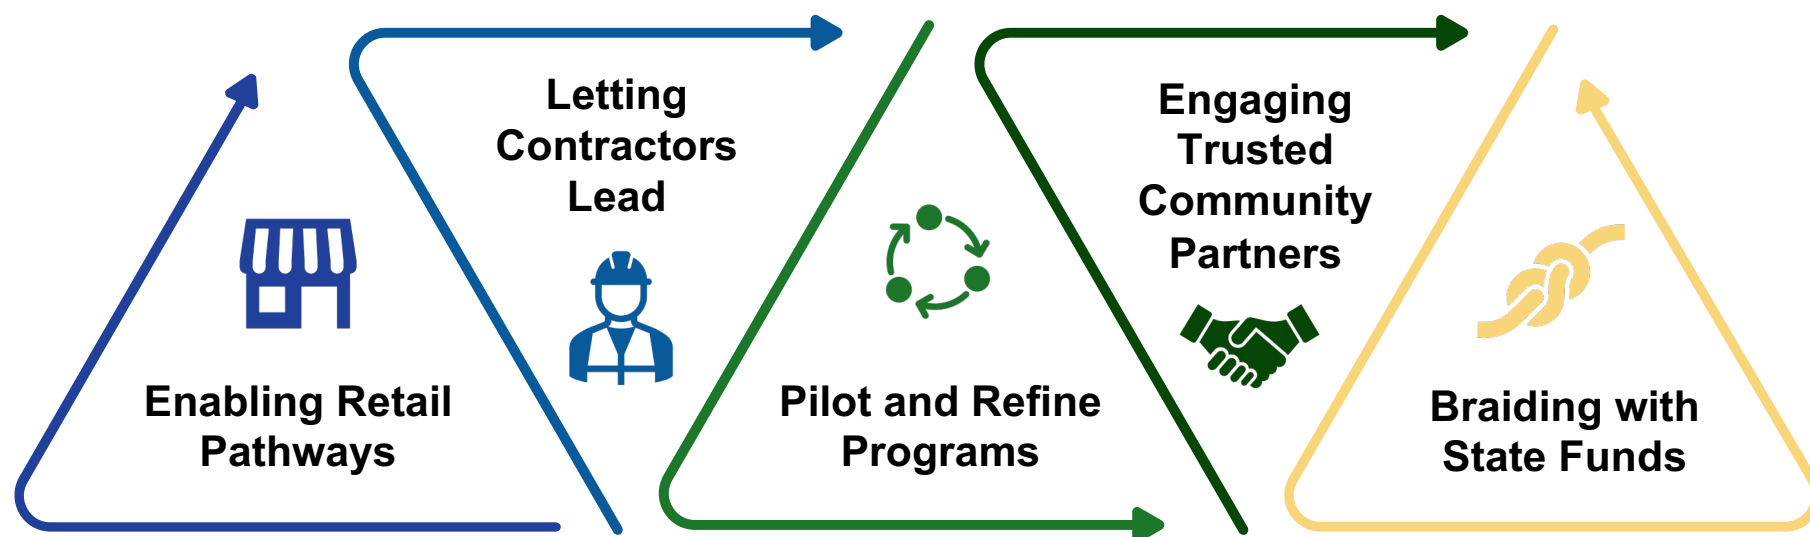 Enabling Retail
Pathways
Letting
Contractors
Lead
Pilot and Refine
Programs
Engaging
Trusted
Community
Partners
Braiding with
State Funds